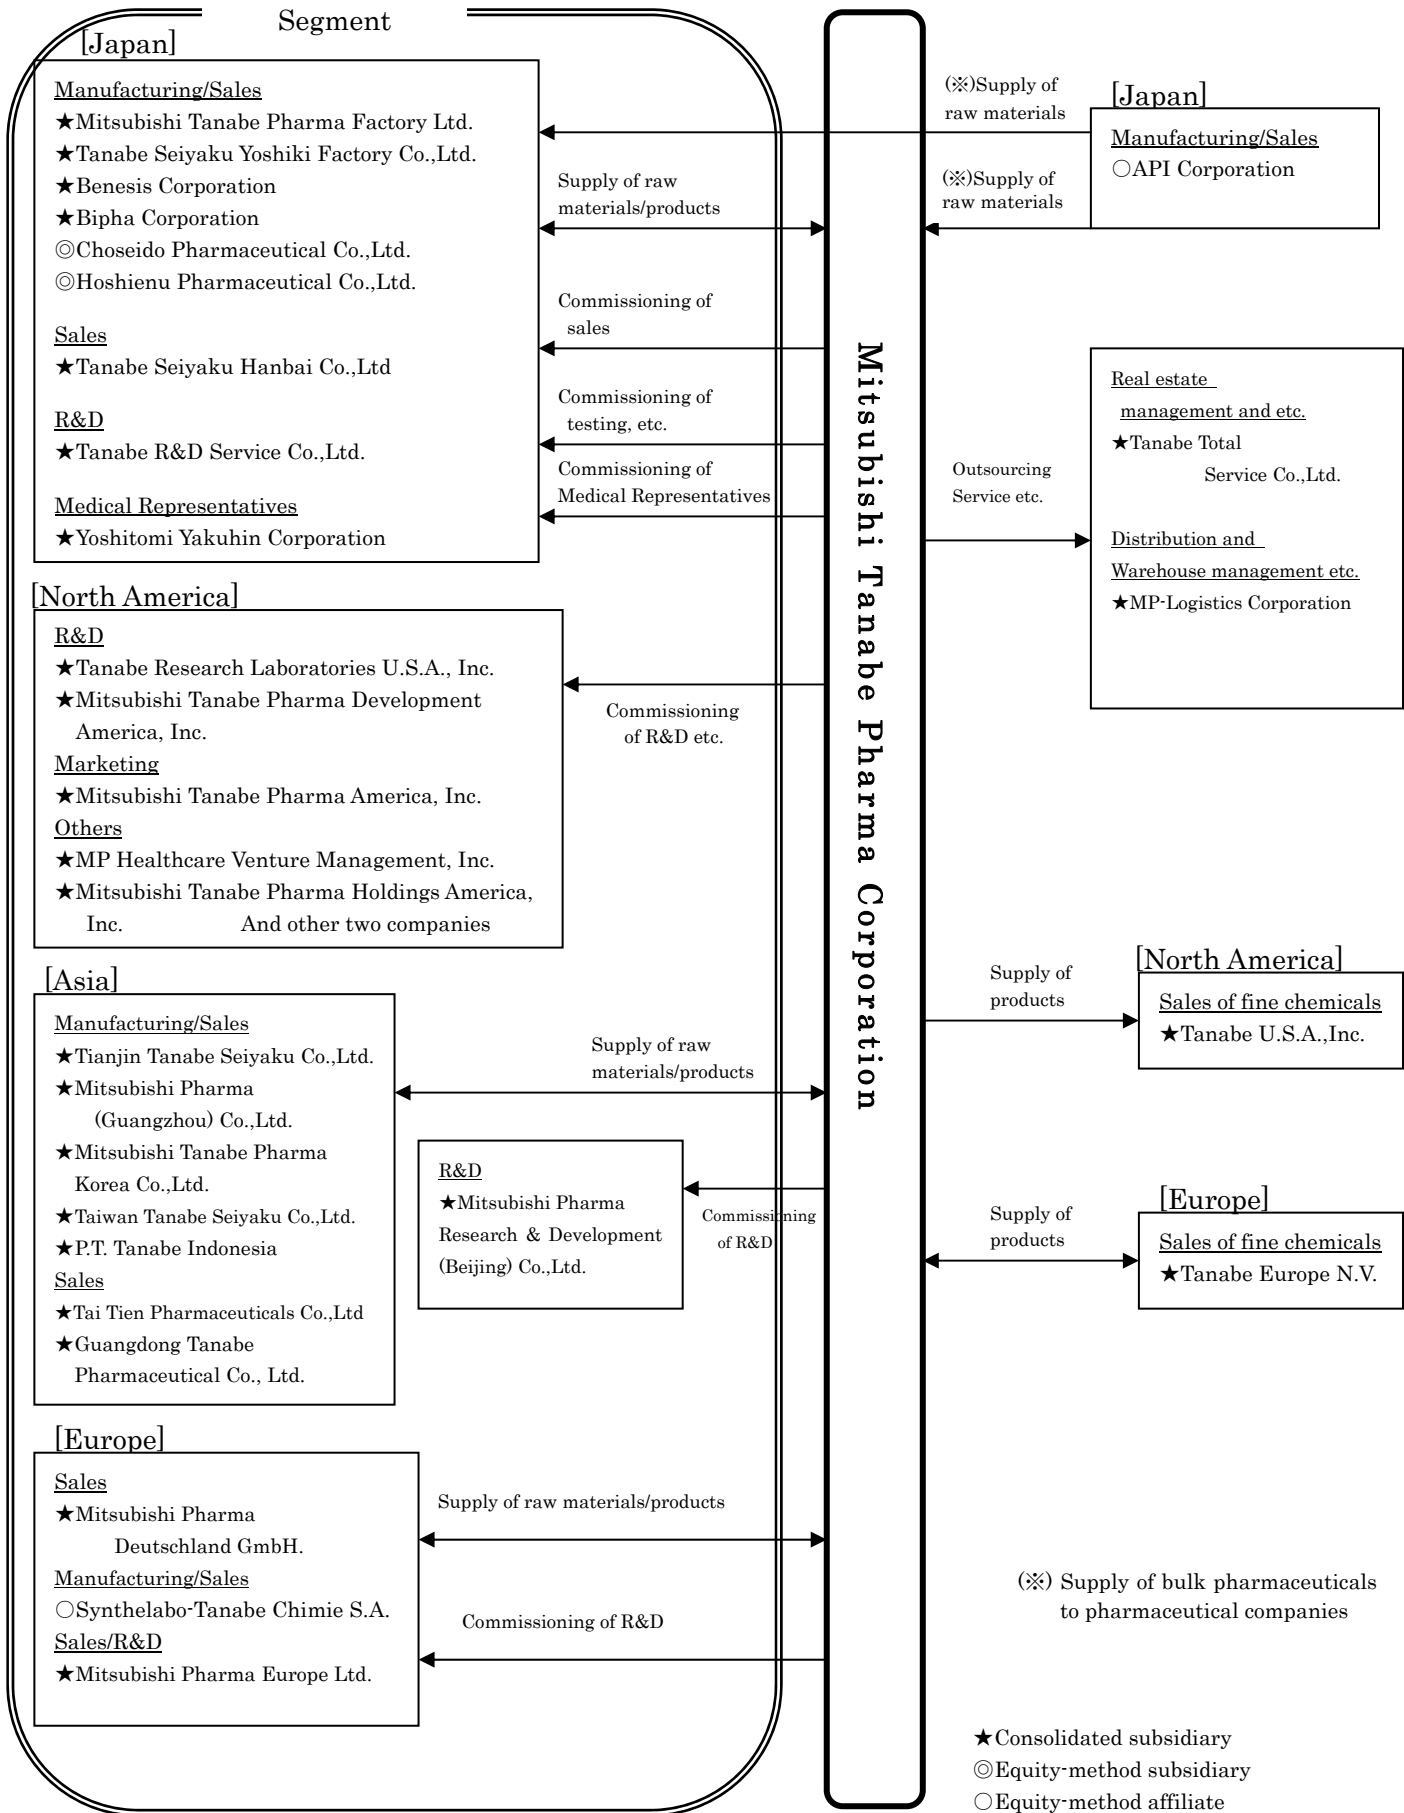 Segment
[Japan]
Manufacturing/Sales
★Mitsubishi Tanabe Pharma Factory Ltd.
★Tanabe Seiyaku Yoshiki Factory Co.,Ltd.
★Benesis Corporation
★Bipha Corporation
◎Choseido Pharmaceutical Co.,Ltd.
◎Hoshienu Pharmaceutical Co.,Ltd.
Sales
★Tanabe Seiyaku Hanbai Co.,Ltd
R&D
★Tanabe R&D Service Co.,Ltd.
Medical Representatives
★Yoshitomi Yakuhin Corporation
Supply of raw
materials/products
Commissioning of
sales
Commissioning of
testing, etc.
Commissioning of
Medical Representatives
[North America]
R&D
★Tanabe Research Laboratories U.S.A., Inc.
★Mitsubishi Tanabe Pharma Development
America, Inc.
Marketing
★Mitsubishi Tanabe Pharma America, Inc.
Others
★MP Healthcare Venture Management, Inc.
★Mitsubishi Tanabe Pharma Holdings America,
Inc. And other two companies
Commissioning
of R&D etc.
[Asia]
Manufacturing/Sales
★Tianjin Tanabe Seiyaku Co.,Ltd.
★Mitsubishi Pharma
(Guangzhou) Co.,Ltd.
★Mitsubishi Tanabe Pharma
Korea Co.,Ltd.
★Taiwan Tanabe Seiyaku Co.,Ltd.
★P.T. Tanabe Indonesia
Sales
★Tai Tien Pharmaceuticals Co.,Ltd
★Guangdong Tanabe
Pharmaceutical Co., Ltd.
Supply of raw
materials/products
R&D
★Mitsubishi Pharma
Research & Development
(Beijing) Co.,Ltd.
Commissioning
of R&D
[Europe]
Sales
★Mitsubishi Pharma
Deutschland GmbH.
Manufacturing/Sales
○Synthelabo-Tanabe Chimie S.A.
Sales/R&D
★Mitsubishi Pharma Europe Ltd.
Supply of raw materials/products
Commissioning of R&D
Mitsubishi Tanabe Pharma Corporation
(※)Supply of
raw materials
(※)Supply of
raw materials
[Japan]
Manufacturing/Sales
○API Corporation
Outsourcing
Service etc.
Real estate
management and etc.
★Tanabe Total
Service Co.,Ltd.
Distribution and
Warehouse management etc.
★MP-Logistics Corporation
Supply of
products
[North America]
Sales of fine chemicals
★Tanabe U.S.A.,Inc.
Supply of
products
[Europe]
Sales of fine chemicals
★Tanabe Europe N.V.
(※) Supply of bulk pharmaceuticals
to pharmaceutical companies
★Consolidated subsidiary
◎Equity-method subsidiary
○Equity-method affiliate